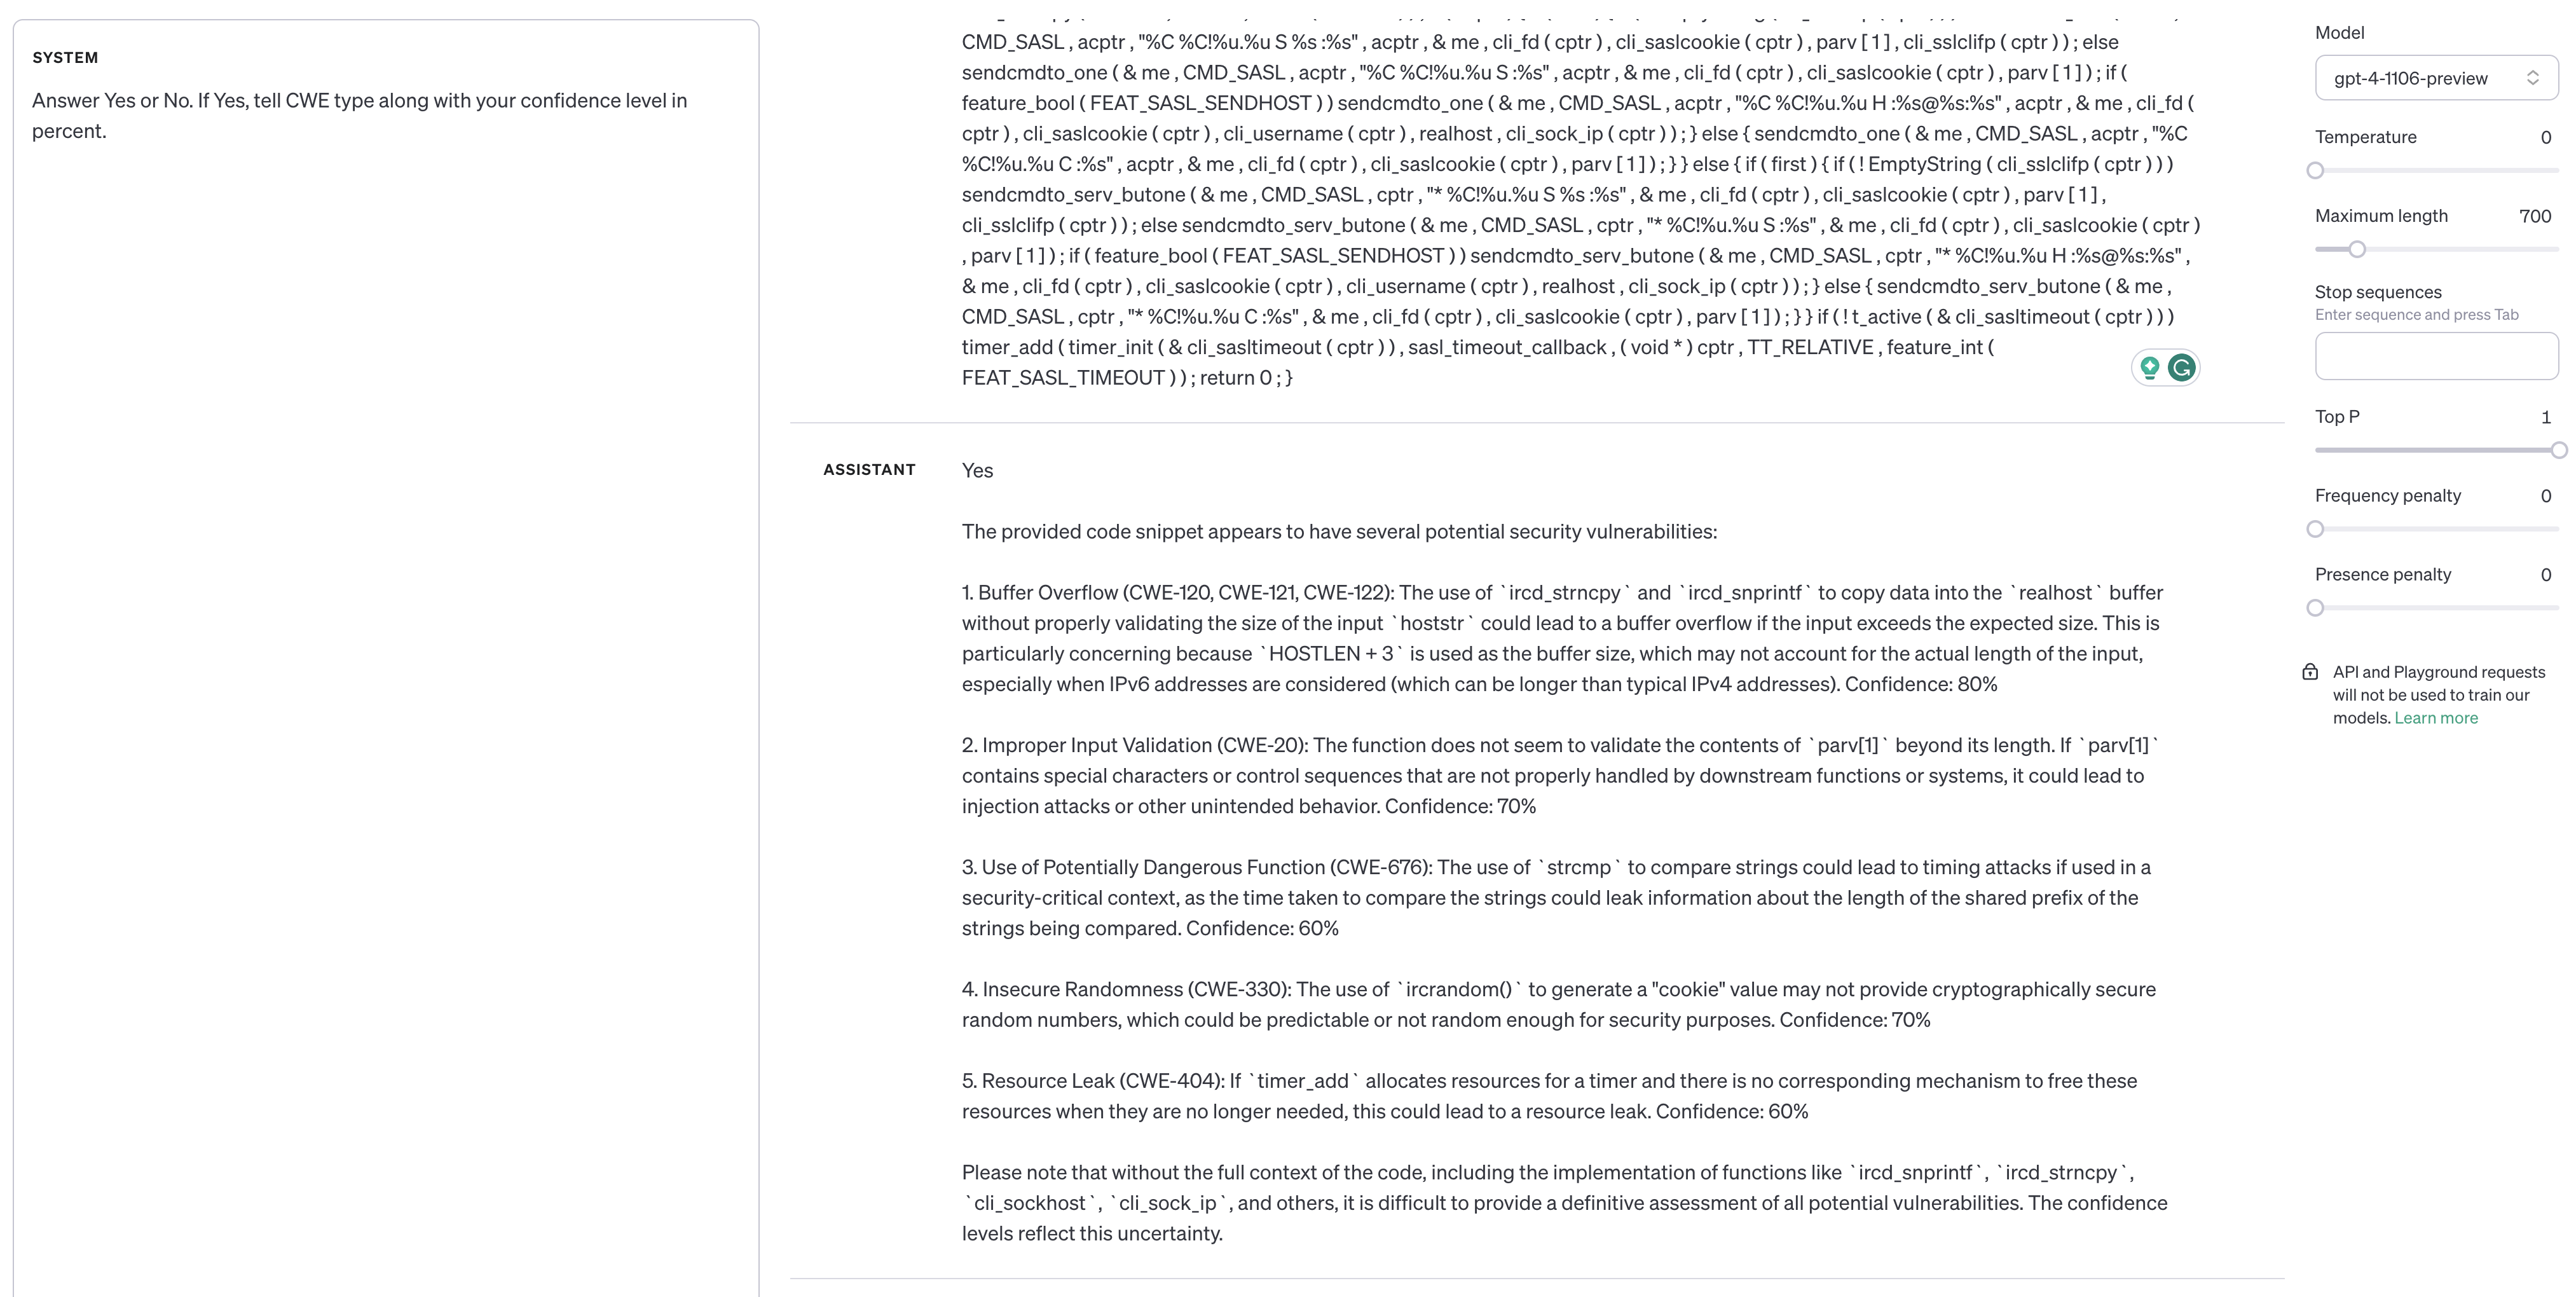 SYSTEM
Answer Yes or No. If Yes, tell CWE type along with your confidence level in
percent.
CMD_SASL , acptr , "%C %C!%u.%u S %s :%s" , acptr , & me , cli_fd ( cptr ) , cli_saslcookie ( cptr ) , parv [ 1 ] , cli_sslclifp ( cptr ) ) ; else
sendcmdto_one ( & me , CMD_SASL , acptr , "%C %C!%u.%u S :%s" , acptr , & me , cli_fd ( cptr ) , cli_saslcookie ( cptr ) , parv [ 1 ] ) ; if (
feature_bool ( FEAT_SASL_SENDHOST ) ) sendcmdto_one ( & me , CMD_SASL , acptr , "%C %C!%u.%u H :%s@%s:%s" , acptr , & me , cli_fd (
cptr ) , cli_saslcookie ( cptr ) , cli_username ( cptr ) , realhost , cli_sock_ip ( cptr ) ) ; } else { sendcmdto_one ( & me , CMD_SASL , acptr , "%C
%C!%u.%u C :%s" , acptr , & me , cli_fd ( cptr ) , cli_saslcookie ( cptr ) , parv [ 1 ] ) ; } } else { if ( first ) { if ( ! EmptyString ( cli_sslclifp ( cptr ) ) )
sendcmdto_serv_butone ( & me , CMD_SASL , cptr , "* %C!%u.%u S %s :%s" , & me , cli_fd ( cptr ) , cli_saslcookie ( cptr ) , parv [ 1 ] ,
cli_sslclifp ( cptr ) ) ; else sendcmdto_serv_butone ( & me , CMD_SASL , cptr , "* %C!%u.%u S :%s" , & me , cli_fd ( cptr ) , cli_saslcookie ( cptr )
, parv [ 1 ] ) ; if ( feature_bool ( FEAT_SASL_SENDHOST ) ) sendcmdto_serv_butone ( & me , CMD_SASL , cptr , "* %C!%u.%u H :%s@%s:%s" ,
& me , cli_fd ( cptr ) , cli_saslcookie ( cptr ) , cli_username ( cptr ) , realhost , cli_sock_ip ( cptr ) ) ; } else { sendcmdto_serv_butone ( & me ,
CMD_SASL , cptr , "* %C!%u.%u C :%s" , & me , cli_fd ( cptr ) , cli_saslcookie ( cptr ) , parv [ 1 ] ) ; } } if ( ! t_active ( & cli_sasltimeout ( cptr ) ) )
timer_add ( timer_init ( & cli_sasltimeout ( cptr ) ) , sasl_timeout_callback , ( void * ) cptr , TT_RELATIVE , feature_int (
FEAT_SASL_TIMEOUT ) ) ; return 0 ; }
ASSISTANT
Yes
The provided code snippet appears to have several potential security vulnerabilities:
1. Buffer Overflow (CWE-120, CWE-121, CWE-122): The use of `ircd_strncpy` and `ircd_snprintf` to copy data into the `realhost` buffer
without properly validating the size of the input `hoststr` could lead to a buffer overflow if the input exceeds the expected size. This is
particularly concerning because `HOSTLEN + 3` is used as the buffer size, which may not account for the actual length of the input,
especially when IPv6 addresses are considered (which can be longer than typical IPv4 addresses). Confidence: 80%
2. Improper Input Validation (CWE-20): The function does not seem to validate the contents of `parv[1]` beyond its length. If `parv[1]`
contains special characters or control sequences that are not properly handled by downstream functions or systems, it could lead to
injection attacks or other unintended behavior. Confidence: 70%
3. Use of Potentially Dangerous Function (CWE-676): The use of `strcmp` to compare strings could lead to timing attacks if used in a
security-critical context, as the time taken to compare the strings could leak information about the length of the shared prefix of the
strings being compared. Confidence: 60%
4. Insecure Randomness (CWE-330): The use of `ircrandom()` to generate a "cookie" value may not provide cryptographically secure
random numbers, which could be predictable or not random enough for security purposes. Confidence: 70%
5. Resource Leak (CWE-404): If `timer_add` allocates resources for a timer and there is no corresponding mechanism to free these
resources when they are no longer needed, this could lead to a resource leak. Confidence: 60%
Please note that without the full context of the code, including the implementation of functions like `ircd_snprintf`, `ircd_strncpy`,
`cli_sockhost`, `cli_sock_ip`, and others, it is difficult to provide a definitive assessment of all potential vulnerabilities. The confidence
levels reflect this uncertainty.
Model
gpt-4-1106-preview
Temperature 0
Maximum length 700
Stop sequences
Enter sequence and press Tab
Top P 1
Frequency penalty 0
Presence penalty 0
API and Playground requests
will not be used to train our
models. Learn more